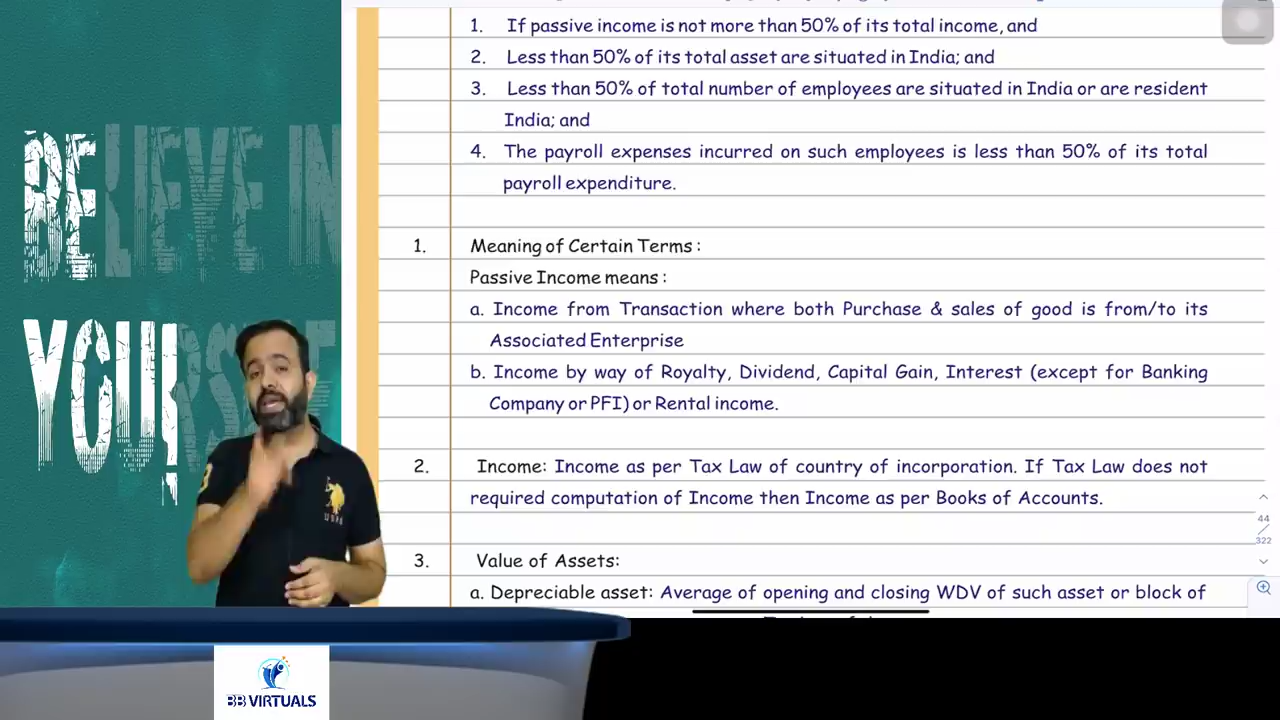 BELIEVE IN
YOURSELF
1. If passive income is not more than 50% of its total income, and
2. Less than 50% of its total asset are situated in India; and
3. Less than 50% of total number of employees are situated in India or are resident
India; and
4. The payroll expenses incurred on such employees is less than 50% of its total
payroll expenditure.
1. Meaning of Certain Terms :
Passive Income means :
a. Income from Transaction where both Purchase & sales of good is from/to its
Associated Enterprise
b. Income by way of Royalty, Dividend, Capital Gain, Interest (except for Banking
Company or PFI) or Rental income.
2. Income: Income as per Tax Law of country of incorporation. If Tax Law does not
required computation of Income then Income as per Books of Accounts.
3. Value of Assets:
a. Depreciable asset: Average of opening and closing WDV of such asset or block of
44
322
BB VIRTUALS